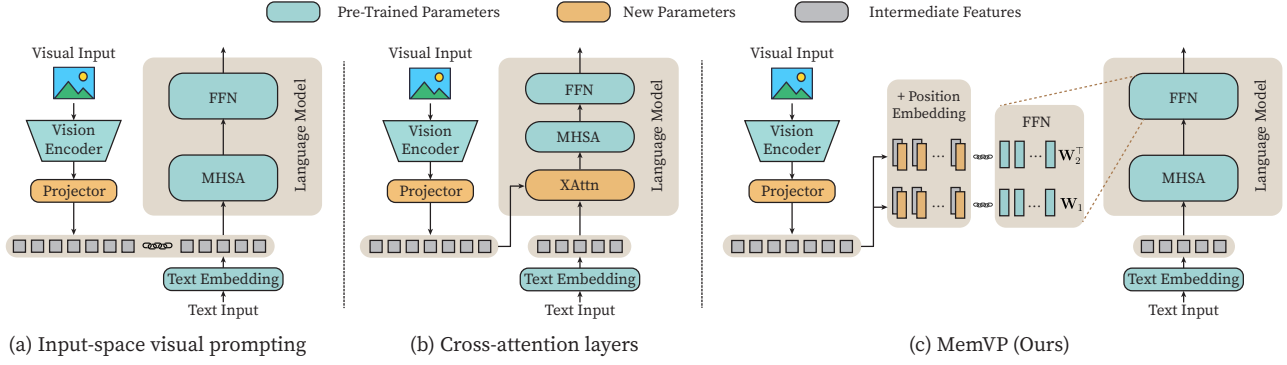 Pre-Trained Parameters
New Parameters
Intermediate Features
Visual Input
Vision
Encoder
Projector
FFN
MHSA
Language Model
Text Embedding
Text Input
(a) Input-space visual prompting
Visual Input
Vision
Encoder
Projector
FFN
MHSA
XAttn
Language Model
Text Embedding
Text Input
(b) Cross-attention layers
Visual Input
Vision
Encoder
Projector
+ Position
Embedding
...
...
FFN
... W₂ᵀ
... W₁
FFN
MHSA
Language Model
Text Embedding
Text Input
(c) MemVP (Ours)